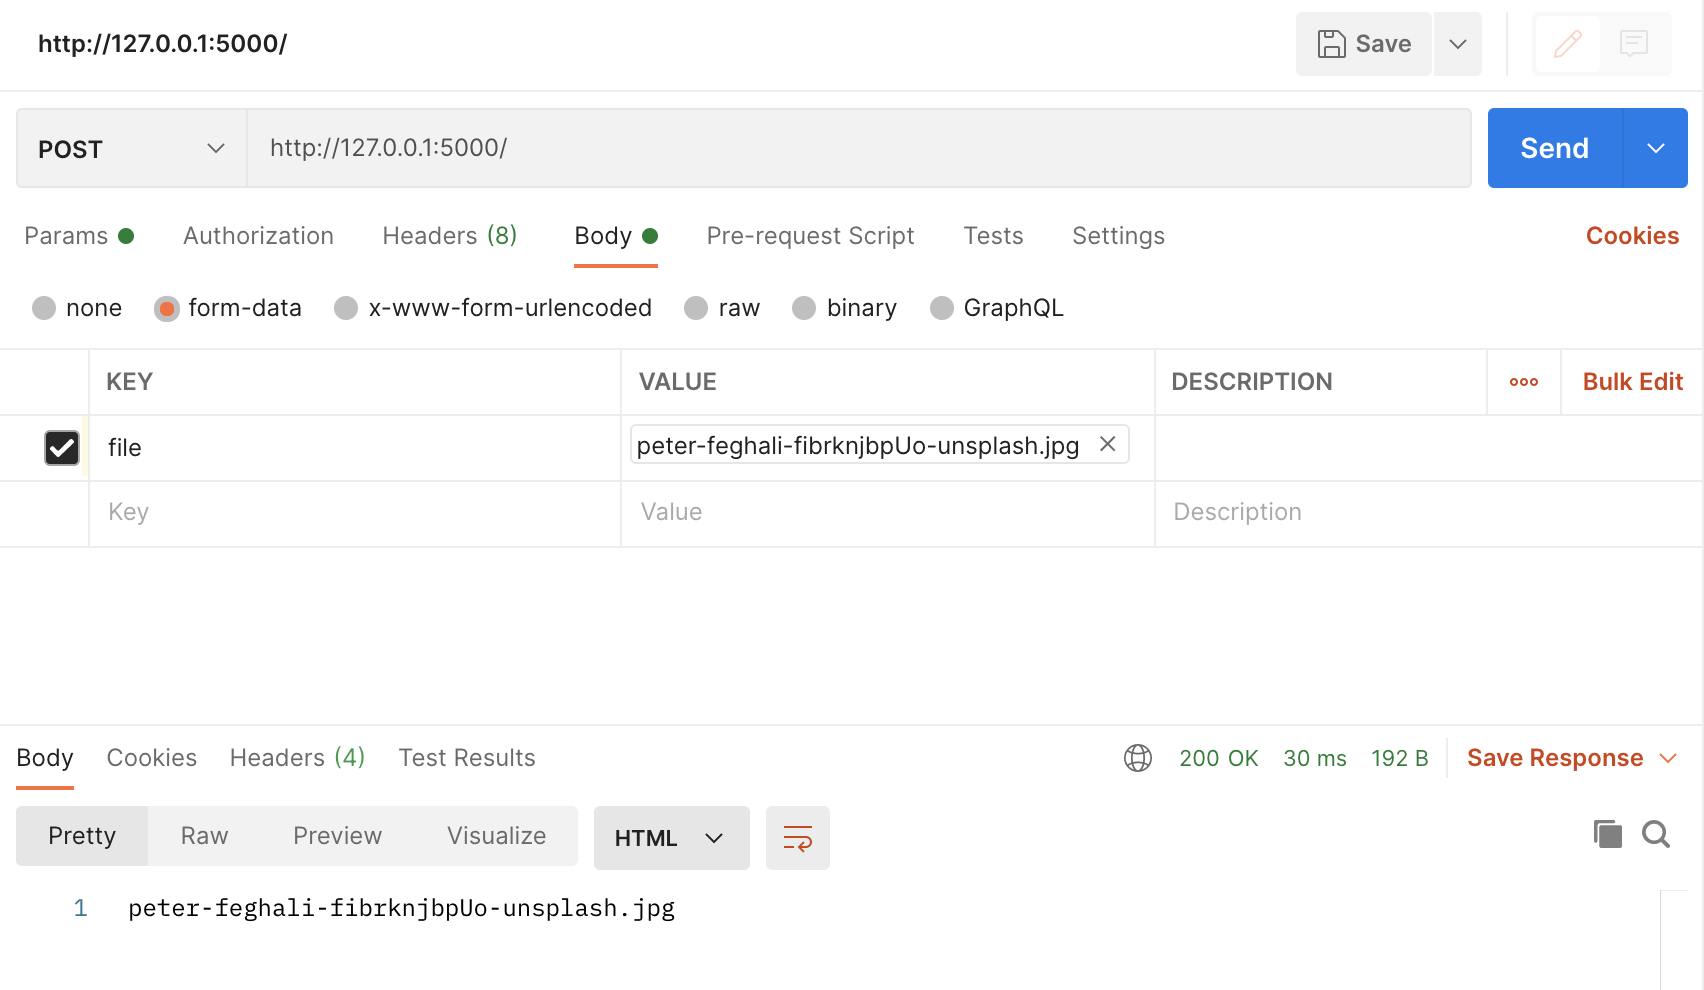 http://127.0.0.1:5000/ Save
POST http://127.0.0.1:5000/ Send
Params Authorization Headers (8) Body Pre-request Script Tests Settings Cookies
none form-data x-www-form-urlencoded raw binary GraphQL
KEY VALUE DESCRIPTION ooo Bulk Edit
file peter-feghali-fibrknjbpUo-unsplash.jpg
Key Value Description
Body Cookies Headers (4) Test Results 200 OK 30 ms 192 B Save Response
Pretty Raw Preview Visualize HTML
1 peter-feghali-fibrknjbpUo-unsplash.jpg